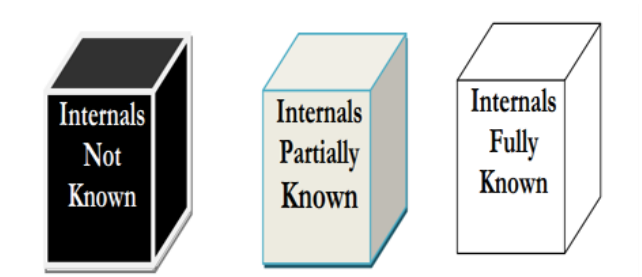 Internals
Not
Known
Internals
Partially
Known
Internals
Fully
Known